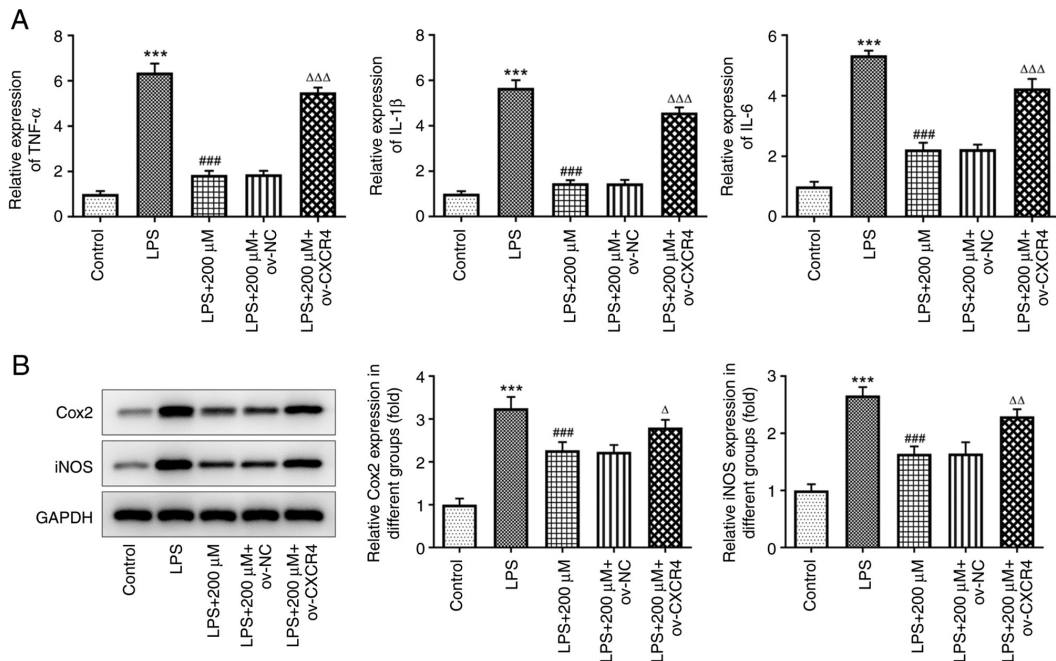 A
Relative expression
of TNF-α
8
6
4
2
0
***
###
ΔΔΔ
Control
LPS
LPS+200 μM
LPS+200 μM+
ov-NC
LPS+200 μM+
ov-CXCR4
Relative expression
of IL-1β
8
6
4
2
0
***
###
ΔΔΔ
Control
LPS
LPS+200 μM
LPS+200 μM+
ov-NC
LPS+200 μM+
ov-CXCR4
Relative expression
of IL-6
6
4
2
0
***
###
ΔΔΔ
Control
LPS
LPS+200 μM
LPS+200 μM+
ov-NC
LPS+200 μM+
ov-CXCR4
B
Cox2
iNOS
GAPDH
Control
LPS
LPS+200 μM
LPS+200 μM+
ov-NC
LPS+200 μM+
ov-CXCR4
Relative Cox2 expression in
different groups (fold)
4
3
2
1
0
***
###
Δ
Control
LPS
LPS+200 μM
LPS+200 μM+
ov-NC
LPS+200 μM+
ov-CXCR4
Relative iNOS expression in
different groups (fold)
3
2
1
0
***
###
ΔΔ
Control
LPS
LPS+200 μM
LPS+200 μM+
ov-NC
LPS+200 μM+
ov-CXCR4